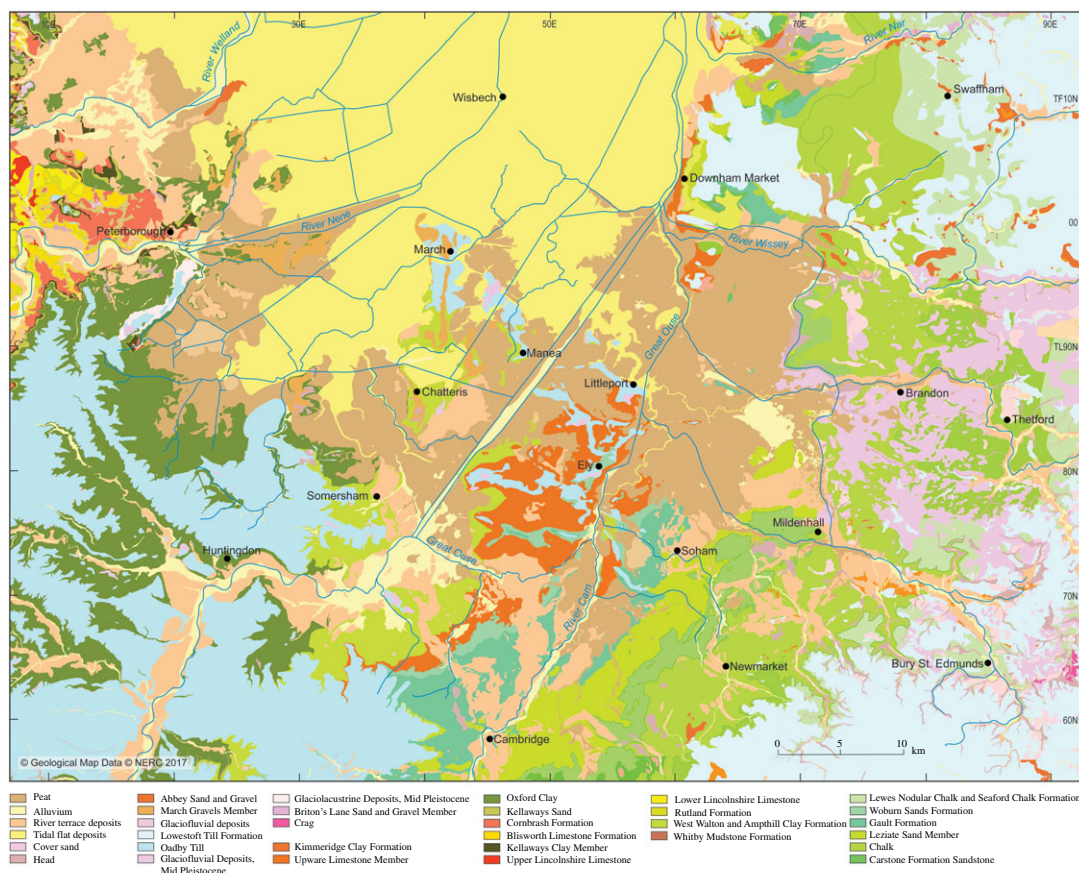 10E
30E
50E
70E
90E
River Welland
River Nar
Wisbech
Swaffham
TF10N
Downham Market
Peterborough
River Nene
March
River Wissey
00
Great Ouse
Manea
TL90N
Littleport
Chatteris
Brandon
Thetford
Ely
80N
Somersham
Mildenhall
Huntingdon
Great Ouse
Soham
River Cam
70N
Newmarket
Bury St. Edmunds
60N
Cambridge
0 5 10 km
© Geological Map Data © NERC 2017
Peat
Alluvium
River terrace deposits
Tidal flat deposits
Cover sand
Head
Abbey Sand and Gravel
March Gravels Member
Glaciofluvial deposits
Lowestoft Till Formation
Oadby Till
Glaciofluvial Deposits,
Mid Pleistocene
Glaciolacustrine Deposits, Mid Pleistocene
Briton's Lane Sand and Gravel Member
Crag
Kimmeridge Clay Formation
Upware Limestone Member
Oxford Clay
Kellaways Sand
Cornbrash Formation
Blisworth Limestone Formation
Kellaways Clay Member
Upper Lincolnshire Limestone
Lower Lincolnshire Limestone
Rutland Formation
West Walton and Ampthill Clay Formation
Whitby Mudstone Formation
Lewes Nodular Chalk and Seaford Chalk Formation
Woburn Sands Formation
Gault Formation
Leziate Sand Member
Chalk
Carstone Formation Sandstone